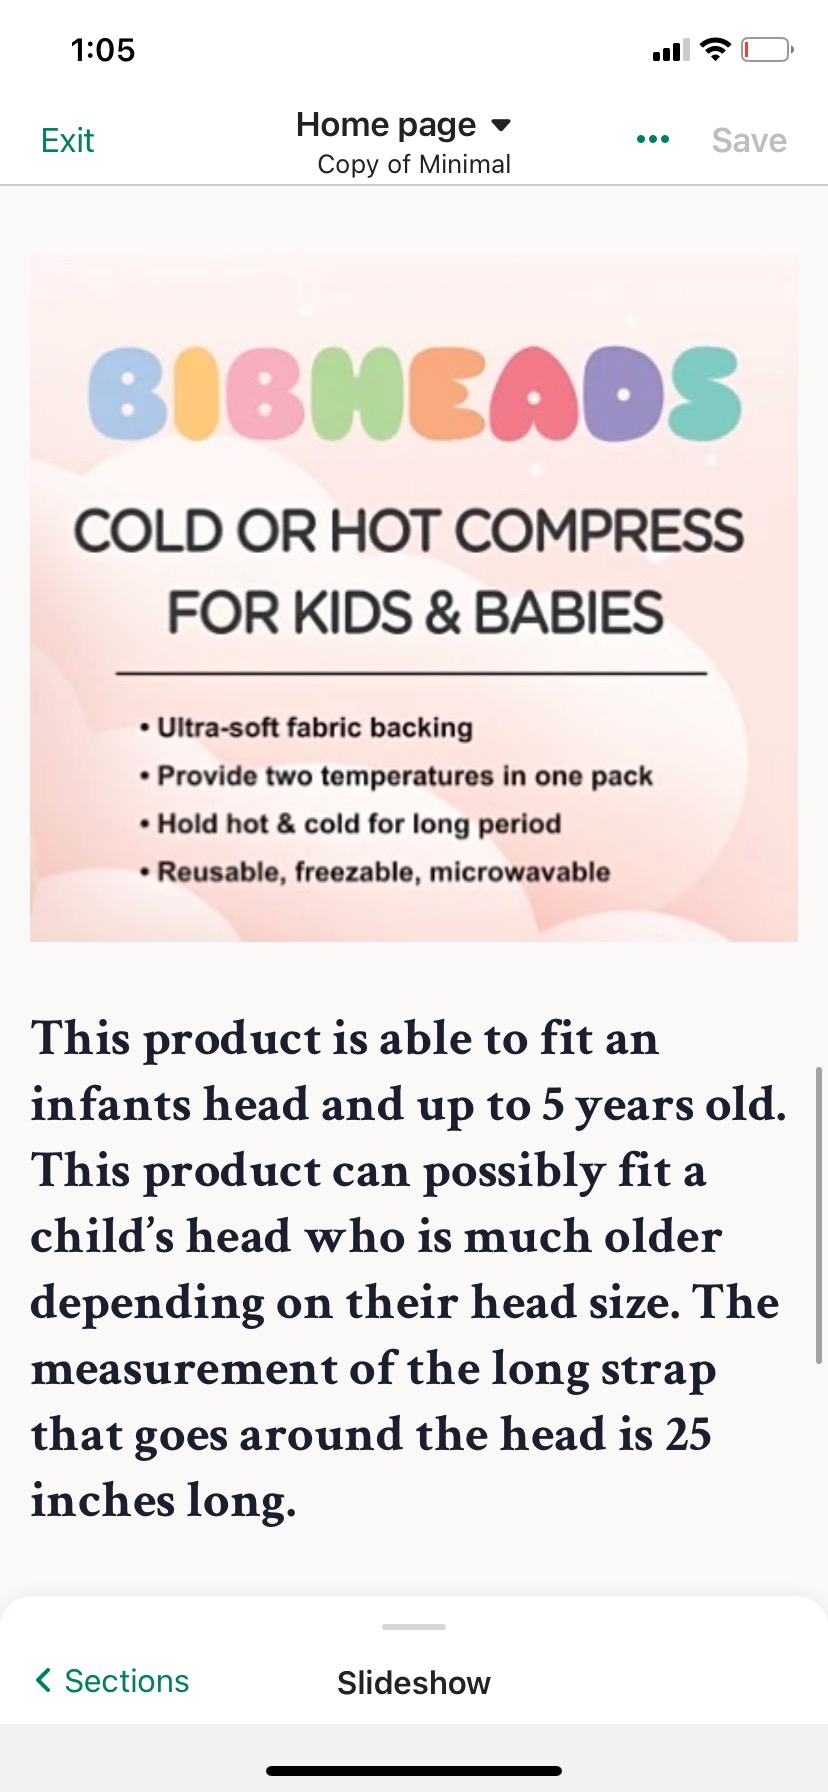 1:05
Exit
Home page
Save
Copy of Minimal
BIBHEADS
COLD OR HOT COMPRESS
FOR KIDS & BABIES
• Ultra-soft fabric backing
• Provide two temperatures in one pack
• Hold hot & cold for long period
• Reusable, freezable, microwavable
This product is able to fit an
infants head and up to 5 years old.
This product can possibly fit a
child’s head who is much older
depending on their head size. The
measurement of the long strap
that goes around the head is 25
inches long.
Sections
Slideshow